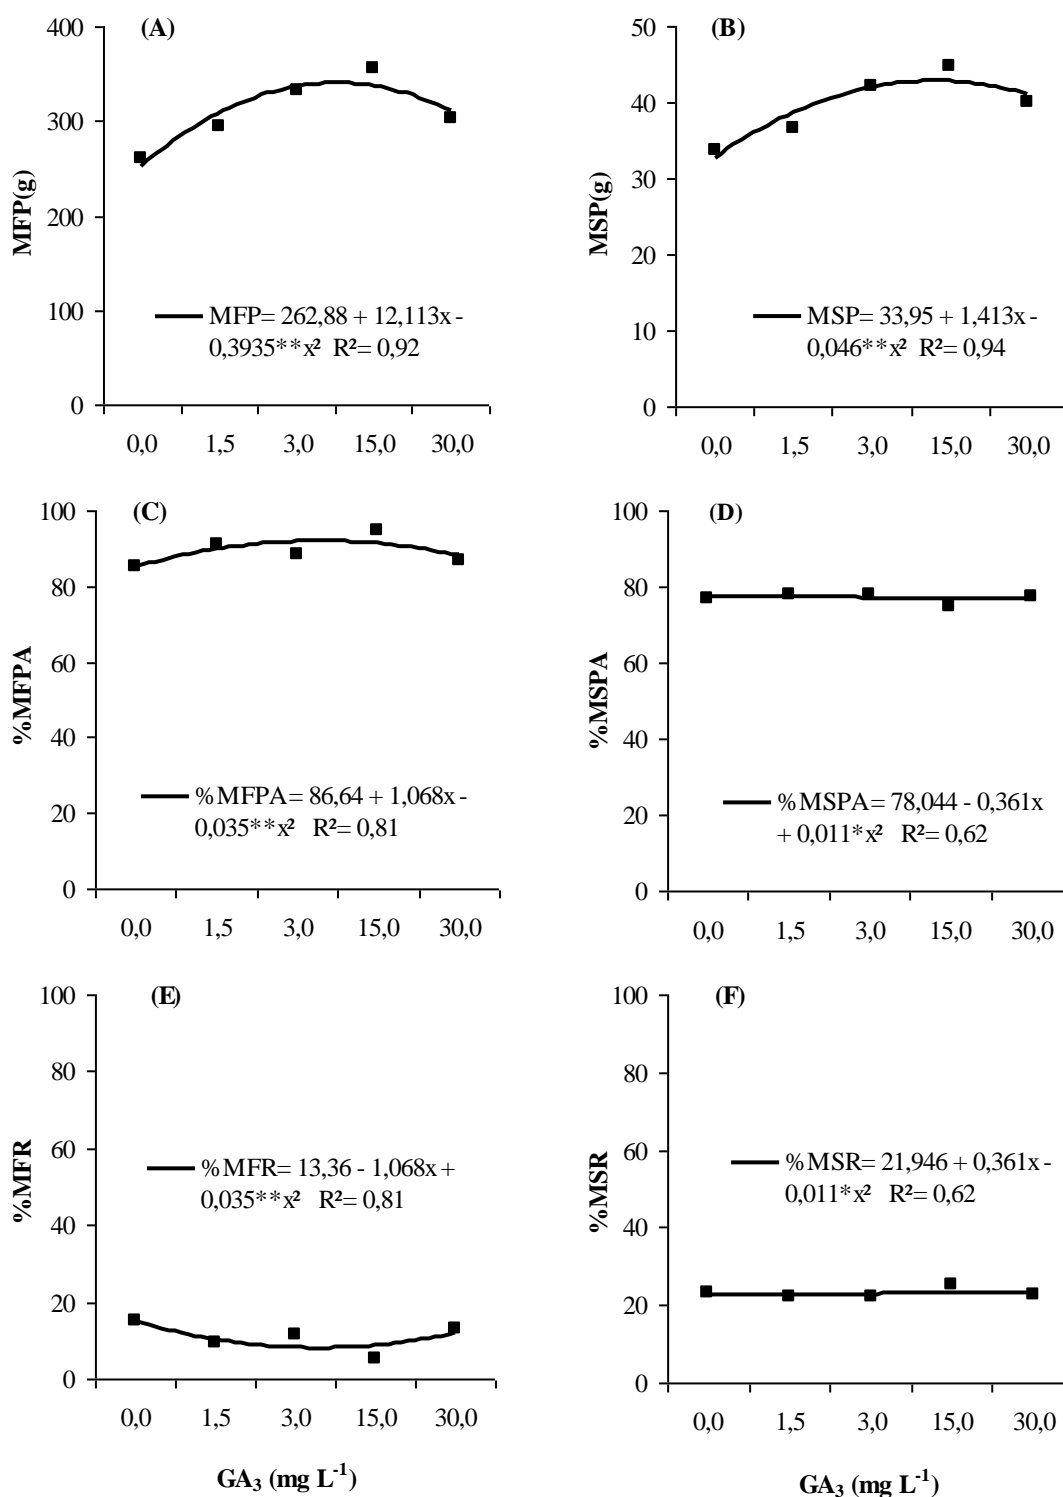 (A)
400
300
200
100
0
MFP(g)
MFP= 262,88 + 12,113x -
0,3935**x² R²= 0,92
0,0 1,5 3,0 15,0 30,0
(B)
50
40
30
20
10
0
MSP(g)
MSP= 33,95 + 1,413x -
0,046**x² R²= 0,94
0,0 1,5 3,0 15,0 30,0
(C)
100
80
60
40
20
0
%MFPA
%MFPA= 86,64 + 1,068x -
0,035**x² R²= 0,81
0,0 1,5 3,0 15,0 30,0
(D)
100
80
60
40
20
0
%MSPA
%MSPA= 78,044 - 0,361x
+ 0,011*x² R²= 0,62
0,0 1,5 3,0 15,0 30,0
(E)
100
80
60
40
20
0
%MFR
%MFR= 13,36 - 1,068x +
0,035**x² R²= 0,81
0,0 1,5 3,0 15,0 30,0
GA₃ (mg L⁻¹)
(F)
100
80
60
40
20
0
%MSR
%MSR= 21,946 + 0,361x -
0,011*x² R²= 0,62
0,0 1,5 3,0 15,0 30,0
GA₃ (mg L⁻¹)